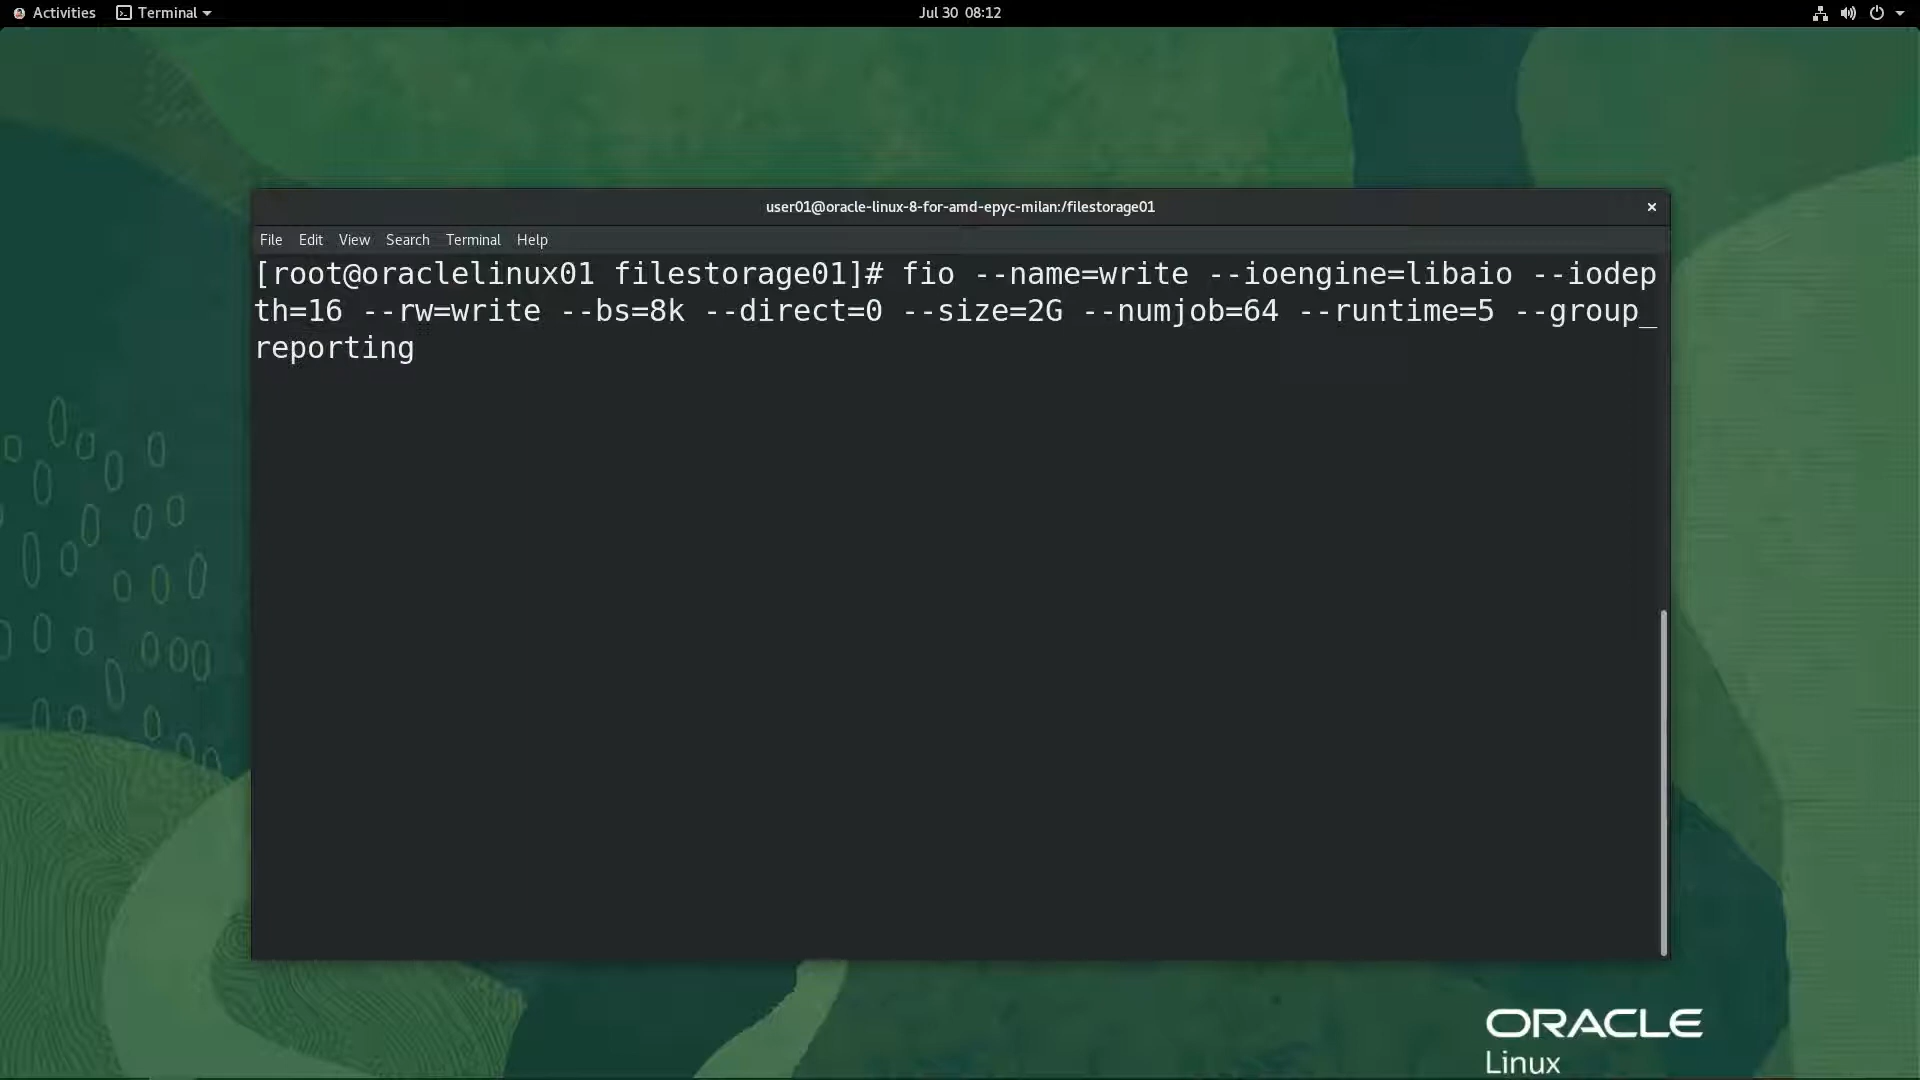 Activities Terminal Jul 30 08:12
user01@oracle-linux-8-for-amd-epyc-milan:/filestorage01 ×
File Edit View Search Terminal Help
[root@oraclelinux01 filestorage01]# fio --name=write --ioengine=libaio --iodep
th=16 --rw=write --bs=8k --direct=0 --size=2G --numjob=64 --runtime=5 --group_
reporting
ORACLE
Linux